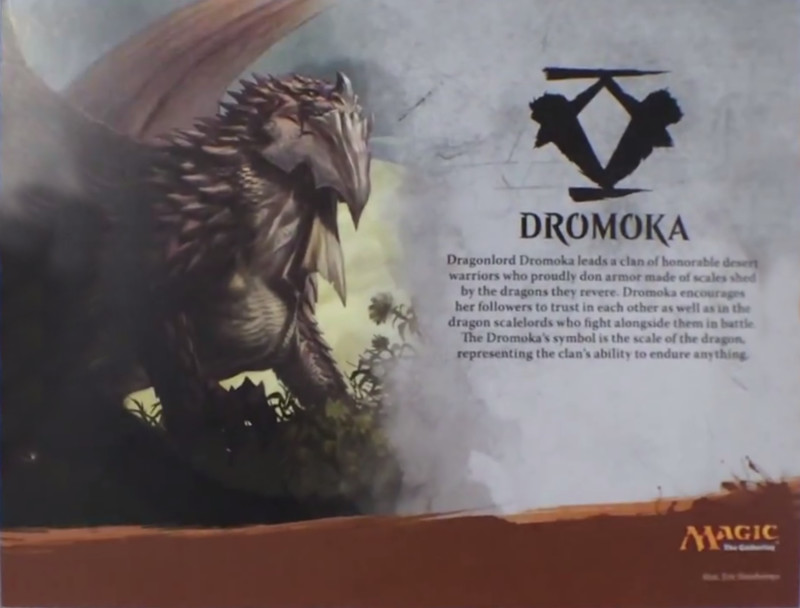 DROMOKA
Dragonlord Dromoka leads a clan of honorable desert
warriors who proudly don armor made of scales shed
by the dragons they revere. Dromoka encourages
her followers to trust in each other as well as in the
dragon scalelords who fight alongside them in battle.
The Dromoka's symbol is the scale of the dragon,
representing the clan's ability to endure anything.
MAGIC
The Gathering